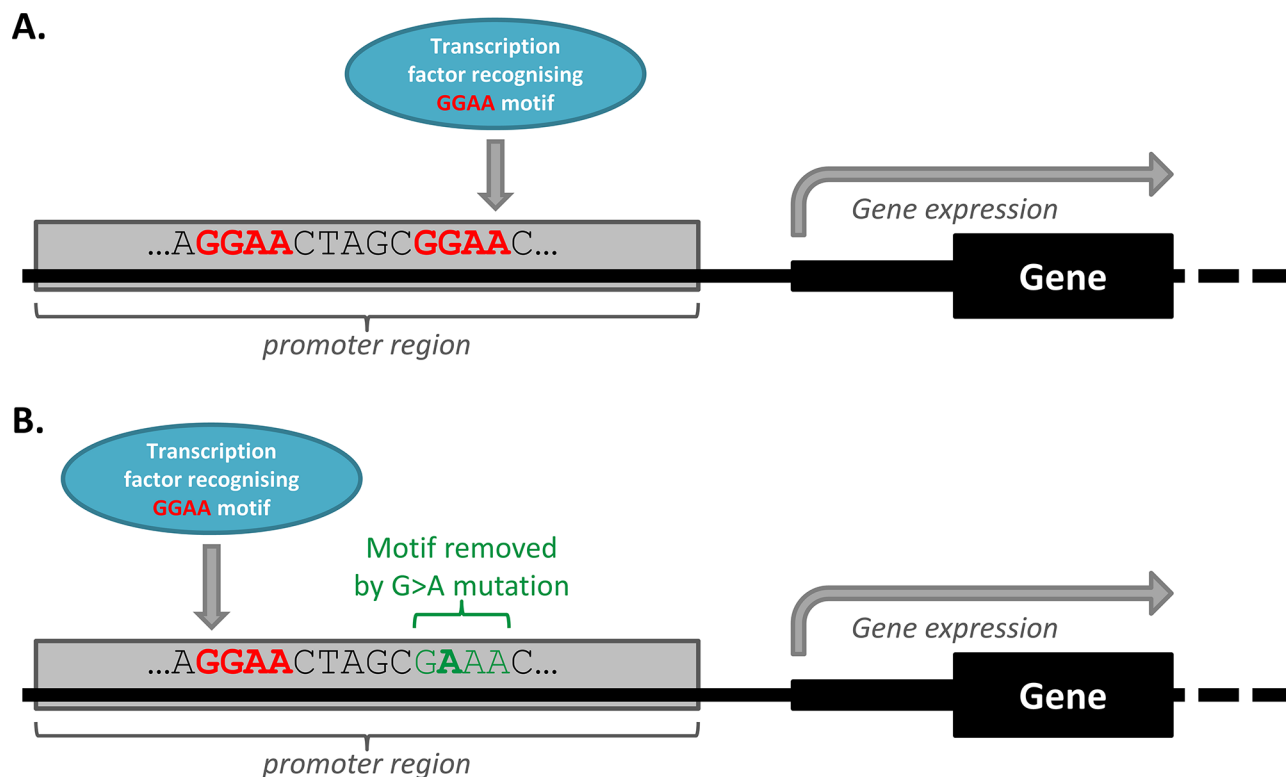 A.
Transcription
factor recognising
GGAA motif
Gene expression
...AGGAACTAGCGGAAC...
Gene
promoter region
B.
Transcription
factor recognising
GGAA motif
Motif removed
by G>A mutation
Gene expression
...AGGAACTAGCGAAAC...
Gene
promoter region